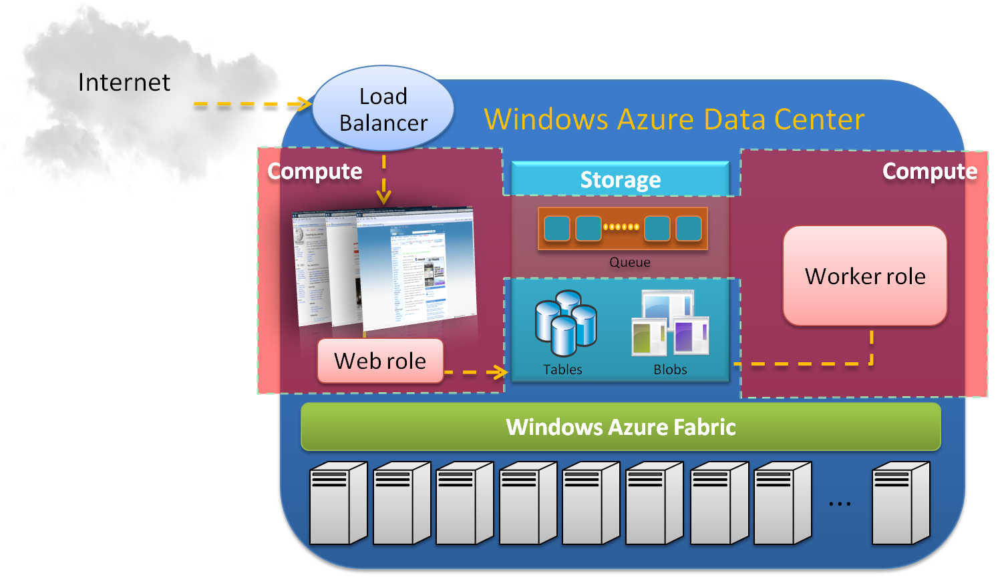 Internet
Load
Balancer
Windows Azure Data Center
Compute
Storage
Compute
Queue
Worker role
Web role
Tables
Blobs
Windows Azure Fabric
...